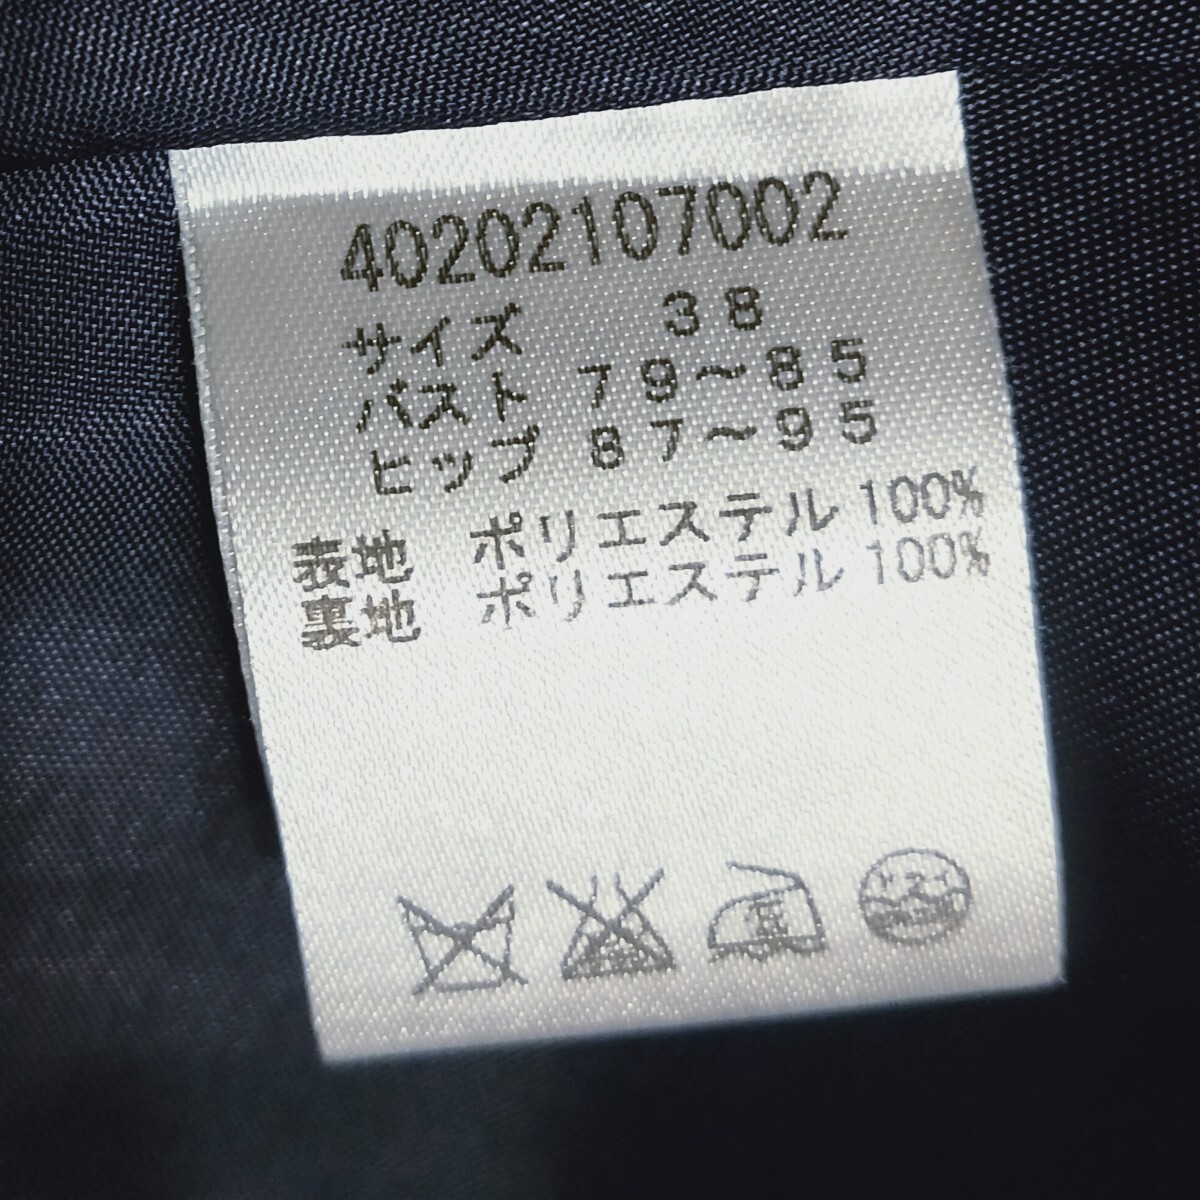 40202107002
サイズ 38
バスト 79～85
ヒップ 87～95
表地 ポリエステル 100%
裏地 ポリエステル 100%